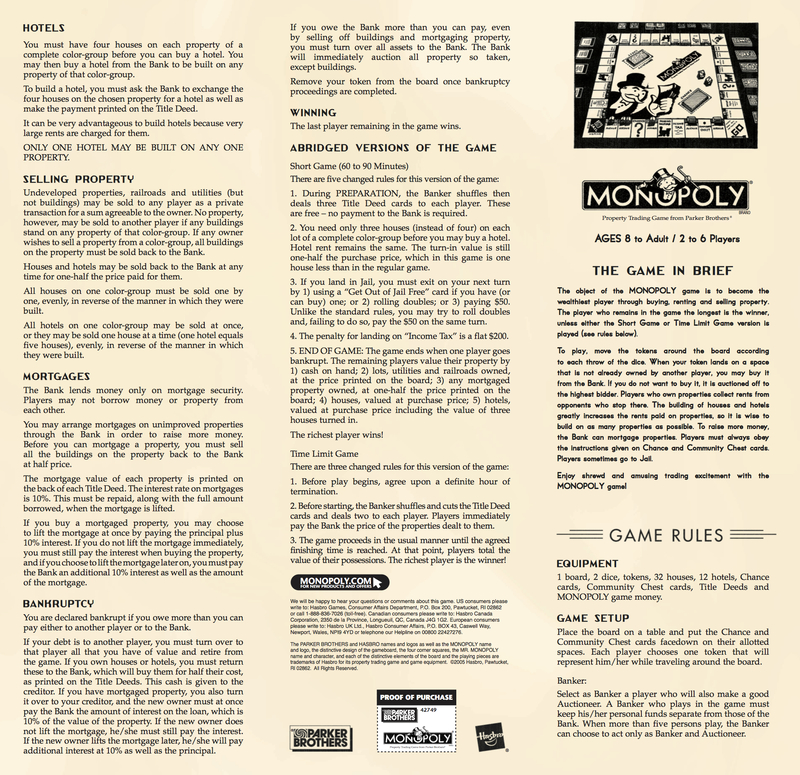 HOTELS
You must have four houses on each property of a
complete color-group before you can buy a hotel. You
may then buy a hotel from the Bank to be built on any
property of that color-group.
To build a hotel, you must ask the Bank to exchange the
four houses on the chosen property for a hotel as well as
make the payment printed on the Title Deed.
It can be very advantageous to build hotels because very
large rents are charged for them.
ONLY ONE HOTEL MAY BE BUILT ON ANY ONE
PROPERTY.
SELLING PROPERTY
Undeveloped properties, railroads and utilities (but
not buildings) may be sold to any player as a private
transaction for a sum agreeable to the owner. No property,
however, may be sold to another player if any buildings
stand on any property of that color-group. If any owner
wishes to sell a property from a color-group, all buildings
on the property must be sold back to the Bank.
Houses and hotels may be sold back to the Bank at any
time for one-half the price paid for them.
All houses on one color-group must be sold one by
one, evenly, in reverse of the manner in which they were
built.
All hotels on one color-group may be sold at once,
or they may be sold one house at a time (one hotel equals
five houses), evenly, in reverse of the manner in which
they were built.
MORTGAGES
The Bank lends money only on mortgage security.
Players may not borrow money or property from
each other.
You may arrange mortgages on unimproved properties
through the Bank in order to raise more money.
Before you can mortgage a property, you must sell
all the buildings on the property back to the Bank
at half price.
The mortgage value of each property is printed on
the back of each Title Deed. The interest rate on mortgages
is 10%. This must be repaid, along with the full amount
borrowed, when the mortgage is lifted.
If you buy a mortgaged property, you may choose
to lift the mortgage at once by paying the principal plus
10% interest. If you do not lift the mortgage immediately,
you must still pay the interest when buying the property,
and if you choose to lift the mortgage later on, you must pay
the Bank an additional 10% interest as well as the amount
of the mortgage.
BANKRUPTCY
You are declared bankrupt if you owe more than you can
pay either to another player or to the Bank.
If your debt is to another player, you must turn over to
that player all that you have of value and retire from
the game. If you own houses or hotels, you must return
these to the Bank, which will buy them for half their cost,
as printed on the Title Deeds. This cash is given to the
creditor. If you have mortgaged property, you also turn
it over to your creditor, and the new owner must at once
pay the Bank the amount of interest on the loan, which is
10% of the value of the property. If the new owner does
not lift the mortgage, he/she must still pay the interest.
If the new owner lifts the mortgage later, he/she will pay
additional interest at 10% as well as the principal.
If you owe the Bank more than you can pay, even
by selling off buildings and mortgaging property,
you must turn over all assets to the Bank. The Bank
will immediately auction all property so taken,
except buildings.
Remove your token from the board once bankruptcy
proceedings are completed.
WINNING
The last player remaining in the game wins.
ABRIDGED VERSIONS OF THE GAME
Short Game (60 to 90 Minutes)
There are five changed rules for this version of the game:
1. During PREPARATION, the Banker shuffles then
deals three Title Deed cards to each player. These
are free – no payment to the Bank is required.
2. You need only three houses (instead of four) on each
lot of a complete color-group before you may buy a hotel.
Hotel rent remains the same. The turn-in value is still
one-half the purchase price, which in this game is one
house less than in the regular game.
3. If you land in Jail, you must exit on your next turn
by 1) using a “Get Out of Jail Free” card if you have (or
can buy) one; or 2) rolling doubles; or 3) paying $50.
Unlike the standard rules, you may try to roll doubles
and, failing to do so, pay the $50 on the same turn.
4. The penalty for landing on “Income Tax” is a flat $200.
5. END OF GAME: The game ends when one player goes
bankrupt. The remaining players value their property by
1) cash on hand; 2) lots, utilities and railroads owned,
at the price printed on the board; 3) any mortgaged
property owned, at one-half the price printed on the
board; 4) houses, valued at purchase price; 5) hotels,
valued at purchase price including the value of three
houses turned in.
The richest player wins!
Time Limit Game
There are three changed rules for this version of the game:
1. Before play begins, agree upon a definite hour of
termination.
2. Before starting, the Banker shuffles and cuts the Title Deed
cards and deals two to each player. Players immediately
pay the Bank the price of the properties dealt to them.
3. The game proceeds in the usual manner until the agreed
finishing time is reached. At that point, players total the
value of their possessions. The richest player is the winner!
MONOPOLY.COM
FOR NEW PRODUCTS AND OFFERS
We will be happy to hear your questions or comments about this game. US consumers please
write to: Hasbro Games, Consumer Affairs Department, P.O. Box 200, Pawtucket, RI 02862
or call 1-888-836-7026 (toll-free). Canadian consumers please write to: Hasbro Canada
Corporation, 2350 de la Province, Longueuil, QC, Canada J4G 1G2. European consumers
please write to: Hasbro UK Ltd., Hasbro Consumer Affairs, P.O. BOX 43, Caswell Way,
Newport, Wales, NP19 4YD or telephone our Helpline on 00800 22427276.
The PARKER BROTHERS and HASBRO names and logos as well as the MONOPOLY name
and logo, the distinctive design of the gameboard, the four corner squares, the MR. MONOPOLY
name and character, and each of the distinctive elements of the board and the playing pieces are
trademarks of Hasbro for its property trading game and game equipment. ©2005 Hasbro, Pawtucket,
RI 02862. All Rights Reserved.
PARKER
BROTHERS
PROOF OF PURCHASE
PARKER
BROTHERS
42749
MONOPOLY
Property Trading Game from Parker Brothers
Hasbro
MONOPOLY
MONOPOLY
BRAND
Property Trading Game from Parker Brothers®
AGES 8 to Adult / 2 to 6 Players
THE GAME IN BRIEF
The object of the MONOPOLY game is to become the
wealthiest player through buying, renting and selling property.
The player who remains in the game the longest is the winner,
unless either the Short Game or Time Limit Game version is
played (see rules below).
To play, move the tokens around the board according
to each throw of the dice. When your token lands on a space
that is not already owned by another player, you may buy it
from the Bank. If you do not want to buy it, it is auctioned off to
the highest bidder. Players who own properties collect rents from
opponents who stop there. The building of houses and hotels
greatly increases the rents paid on properties, so it is wise to
build on as many properties as possible. To raise more money,
the Bank can mortgage properties. Players must always obey
the instructions given on Chance and Community Chest cards.
Players sometimes go to Jail.
Enjoy shrewd and amusing trading excitement with the
MONOPOLY game!
GAME RULES
EQUIPMENT
1 board, 2 dice, tokens, 32 houses, 12 hotels, Chance
cards, Community Chest cards, Title Deeds and
MONOPOLY game money.
GAME SETUP
Place the board on a table and put the Chance and
Community Chest cards facedown on their allotted
spaces. Each player chooses one token that will
represent him/her while traveling around the board.
Banker:
Select as Banker a player who will also make a good
Auctioneer. A Banker who plays in the game must
keep his/her personal funds separate from those of the
Bank. When more than five persons play, the Banker
can choose to act only as Banker and Auctioneer.